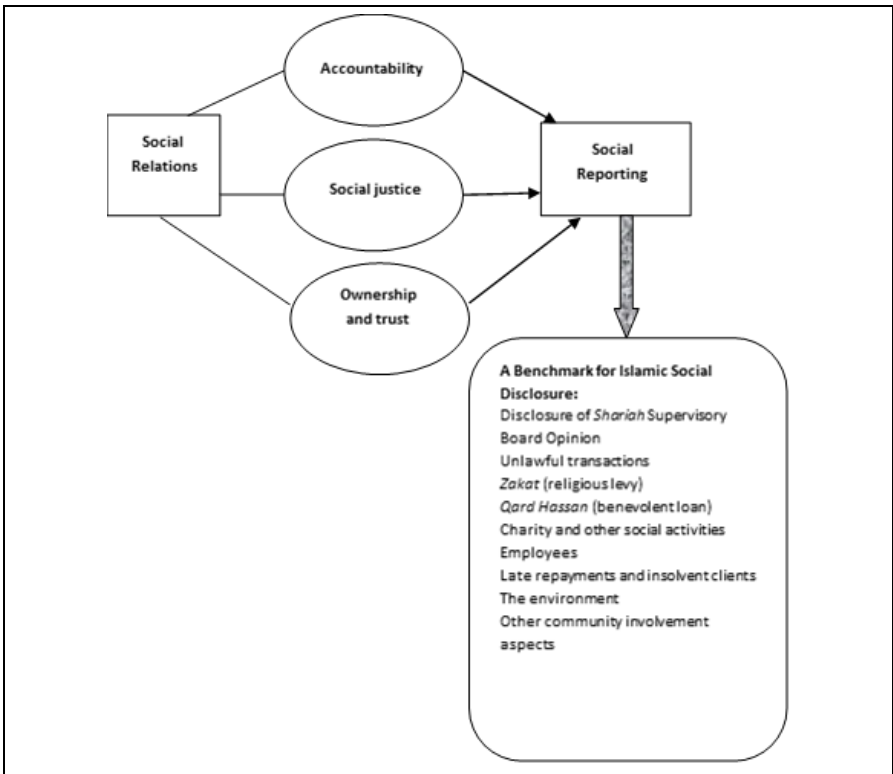 Accountability
Social
Relations
Social
Reporting
Social justice
Ownership
and trust
A Benchmark for Islamic Social
Disclosure:
Disclosure of Shariah Supervisory
Board Opinion
Unlawful transactions
Zakat (religious levy)
Qard Hassan (benevolent loan)
Charity and other social activities
Employees
Late repayments and insolvent clients
The environment
Other community involvement
aspects